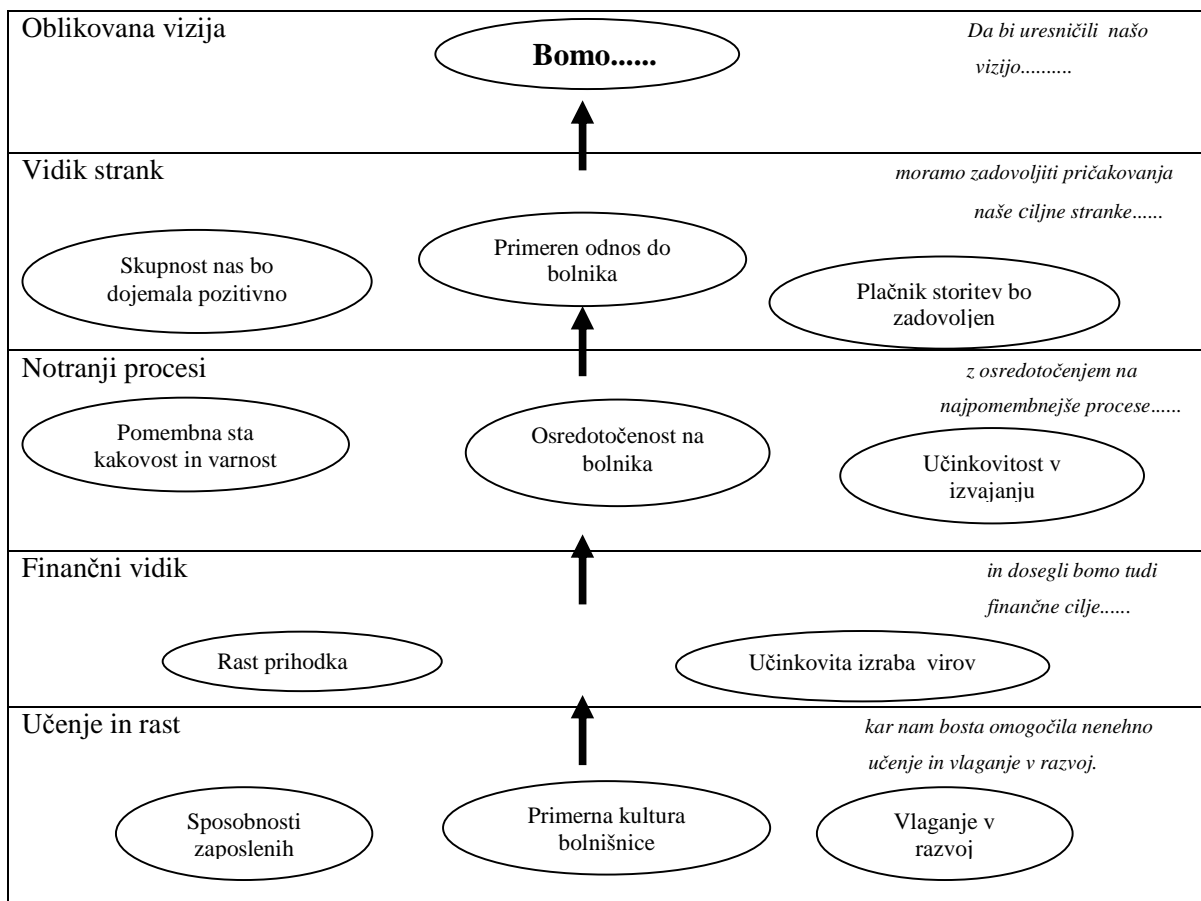 Oblikovana vizija
Bomo......
Da bi uresničili našo
vizijo..........
Vidik strank
moramo zadovoljiti pričakovanja
naše ciljne stranke......
Skupnost nas bo
dojemala pozitivno
Primeren odnos do
bolnika
Plačnik storitev bo
zadovoljen
Notranji procesi
z osredotočenjem na
najpomembnejše procese......
Pomembna sta
kakovost in varnost
Osredotočenost na
bolnika
Učinkovitost v
izvajanju
Finančni vidik
in dosegli bomo tudi
finančne cilje......
Rast prihodka
Učinkovita izraba virov
Učenje in rast
kar nam bosta omogočila nenehno
učenje in vlaganje v razvoj.
Sposobnosti
zaposlenih
Primerna kultura
bolnišnice
Vlaganje v
razvoj